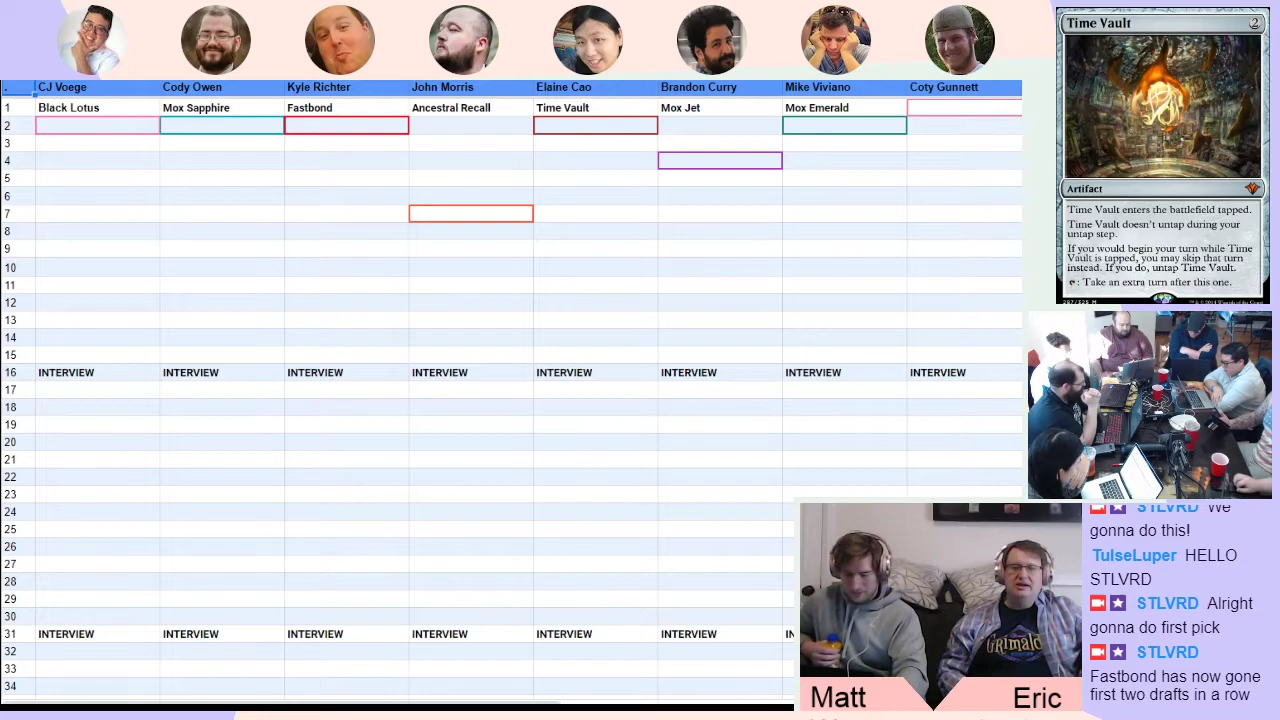 . CJ Voege Cody Owen Kyle Richter John Morris Elaine Cao Brandon Curry Mike Viviano Coty Gunnett
1 Black Lotus Mox Sapphire Fastbond Ancestral Recall Time Vault Mox Jet Mox Emerald
2
3
4
5
6
7
8
9
10
11
12
13
14
15
16 INTERVIEW INTERVIEW INTERVIEW INTERVIEW INTERVIEW INTERVIEW INTERVIEW INTERVIEW
17
18
19
20
21
22
23
24
25
26
27
28
29
30
31 INTERVIEW INTERVIEW INTERVIEW INTERVIEW INTERVIEW INTERVIEW IN
32
33
34
Time Vault 2
Artifact
Time Vault enters the battlefield tapped.
Time Vault doesn't untap during your
untap step.
If you would begin your turn while Time
Vault is tapped, you may skip that turn
instead. If you do, untap Time Vault.
: Take an extra turn after this one.
STLVRD We
gonna do this!
TulseLuper HELLO
STLVRD
STLVRD Alright
gonna do first pick
STLVRD
Fastbond has now gone
first two drafts in a row
GRIMALD
Matt Eric